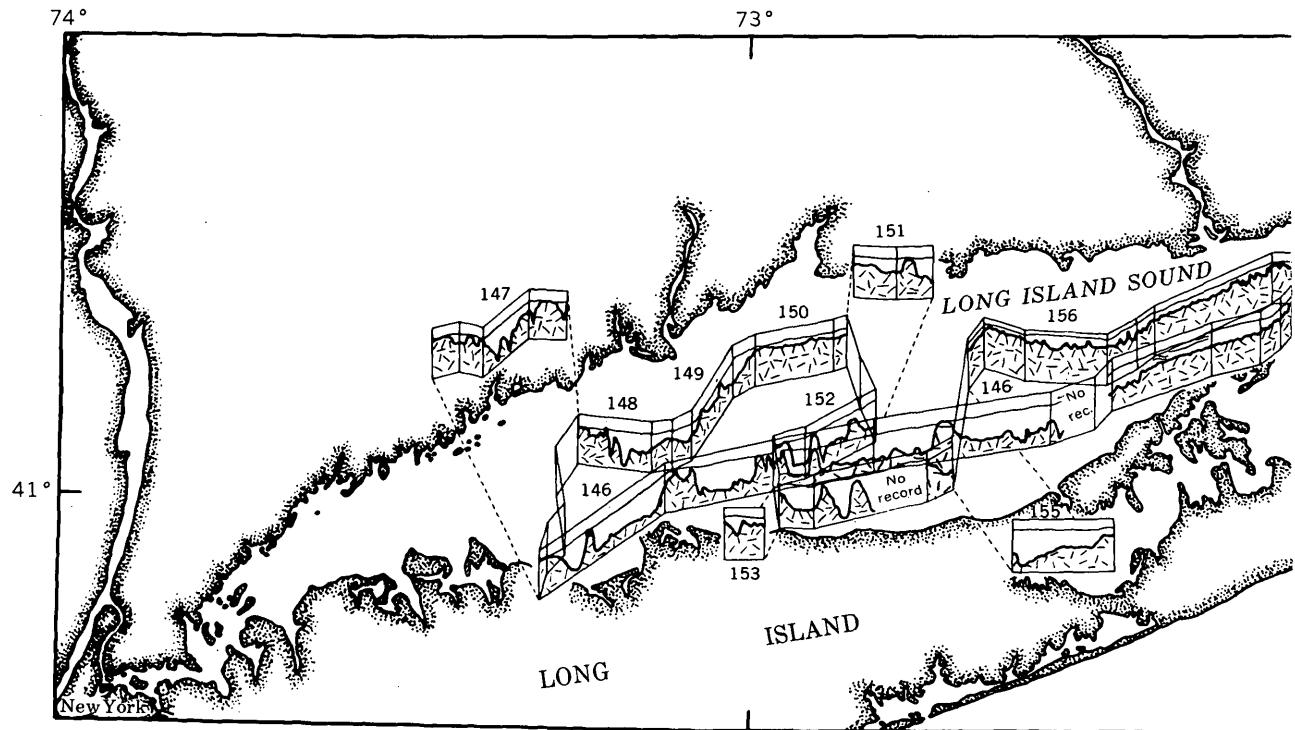 74°
73°
151
LONG ISLAND SOUND
147
150
156
149
146
No
rec.
148
152
146
No
record
41°
155
153
ISLAND
LONG
New York